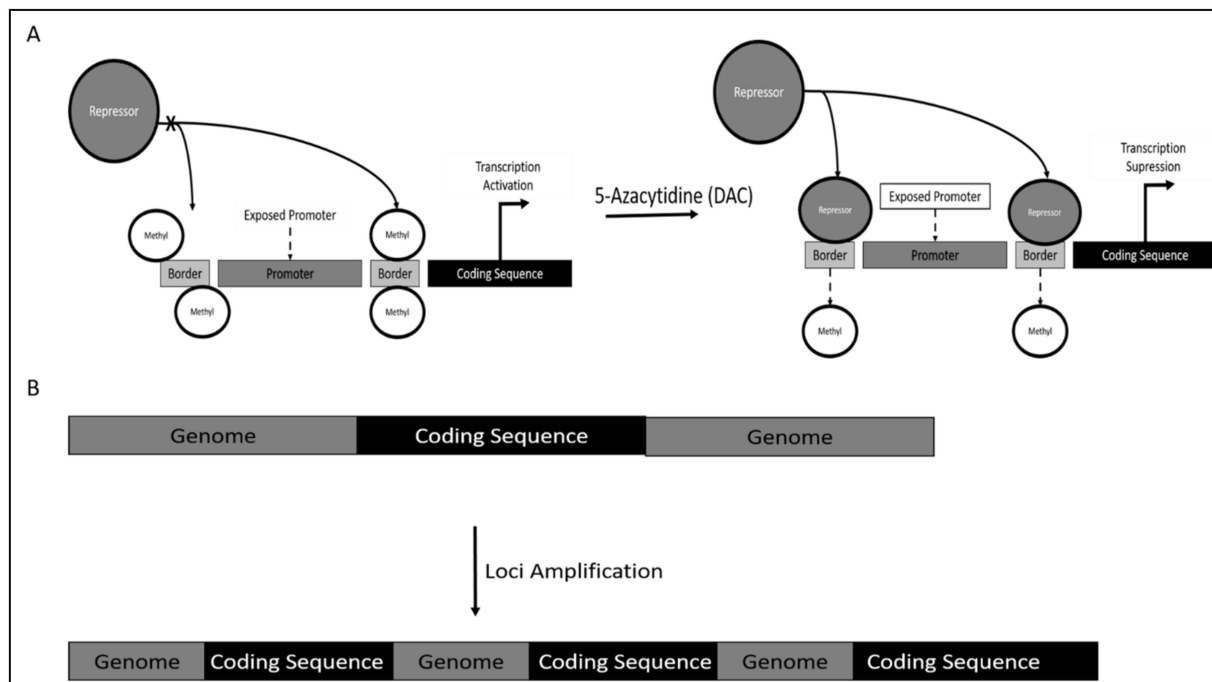 A
Repressor
Transcription
Activation
Exposed Promoter
Methyl
Methyl
Border
Promoter
Border
Coding Sequence
Methyl
Methyl
5-Azacytidine (DAC)
Repressor
Transcription
Supression
Repressor
Exposed Promoter
Repressor
Border
Promoter
Border
Coding Sequence
Methyl
Methyl
B
Genome
Coding Sequence
Genome
Loci Amplification
Genome
Coding Sequence
Genome
Coding Sequence
Genome
Coding Sequence